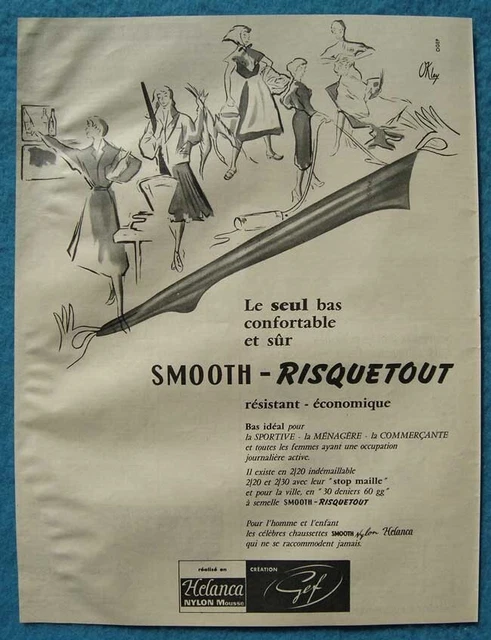 OGEP
OKley
Le seul bas
confortable
et sûr
SMOOTH - RISQUETOUT
résistant - économique
Bas idéal pour
la SPORTIVE - la MÉNAGÈRE - la COMMERÇANTE
et toutes les femmes ayant une occupation
journalière active.
Il existe en 2/20 indémaillable
2/20 et 2/30 avec leur "stop maille"
et pour la ville, en "30 deniers 60 gg"
à semelle SMOOTH-RISQUETOUT
Pour l'homme et l'enfant
les célèbres chaussettes SMOOTH Nylon Helanca
qui ne se raccommodent jamais.
réalisé en
Helanca
NYLON Mousse
CRÉATION
Gef